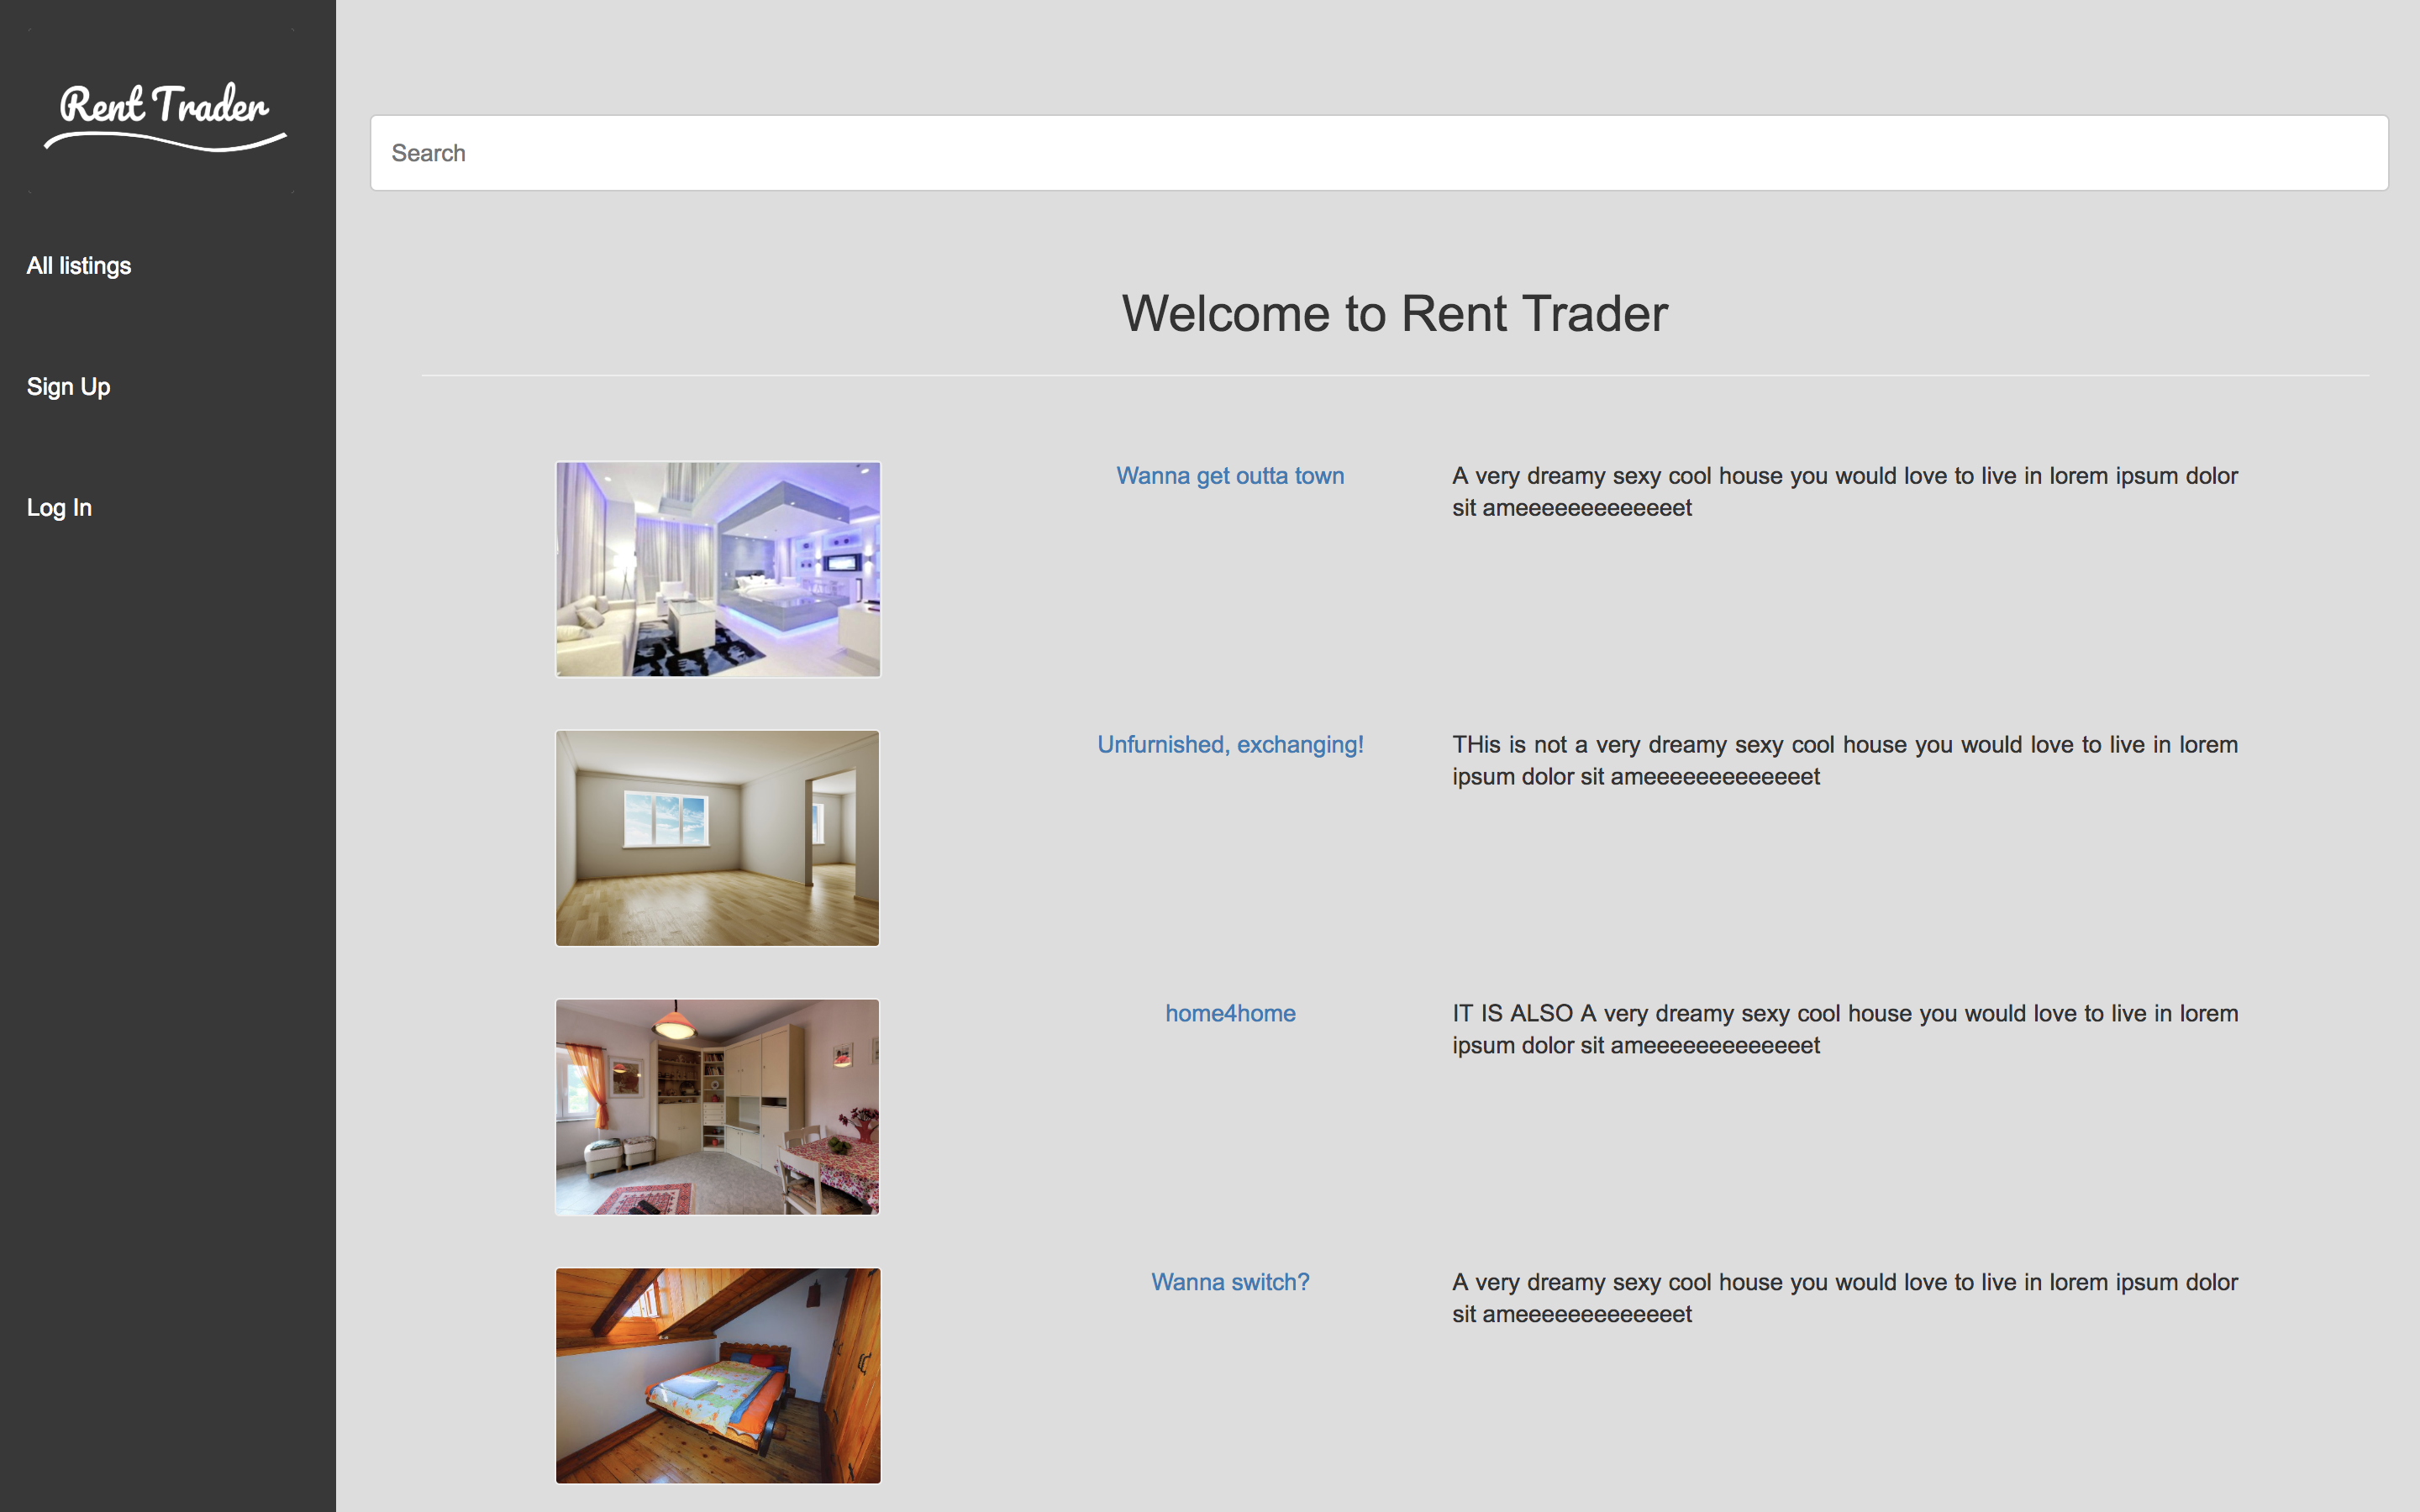 Rent Trader
All listings
Sign Up
Log In
Search
Welcome to Rent Trader
Wanna get outta town
A very dreamy sexy cool house you would love to live in lorem ipsum dolor
sit ameeeeeeeeeeeeeet
Unfurnished, exchanging!
THis is not a very dreamy sexy cool house you would love to live in lorem
ipsum dolor sit ameeeeeeeeeeeeeet
home4home
IT IS ALSO A very dreamy sexy cool house you would love to live in lorem
ipsum dolor sit ameeeeeeeeeeeeeet
Wanna switch?
A very dreamy sexy cool house you would love to live in lorem ipsum dolor
sit ameeeeeeeeeeeeeet